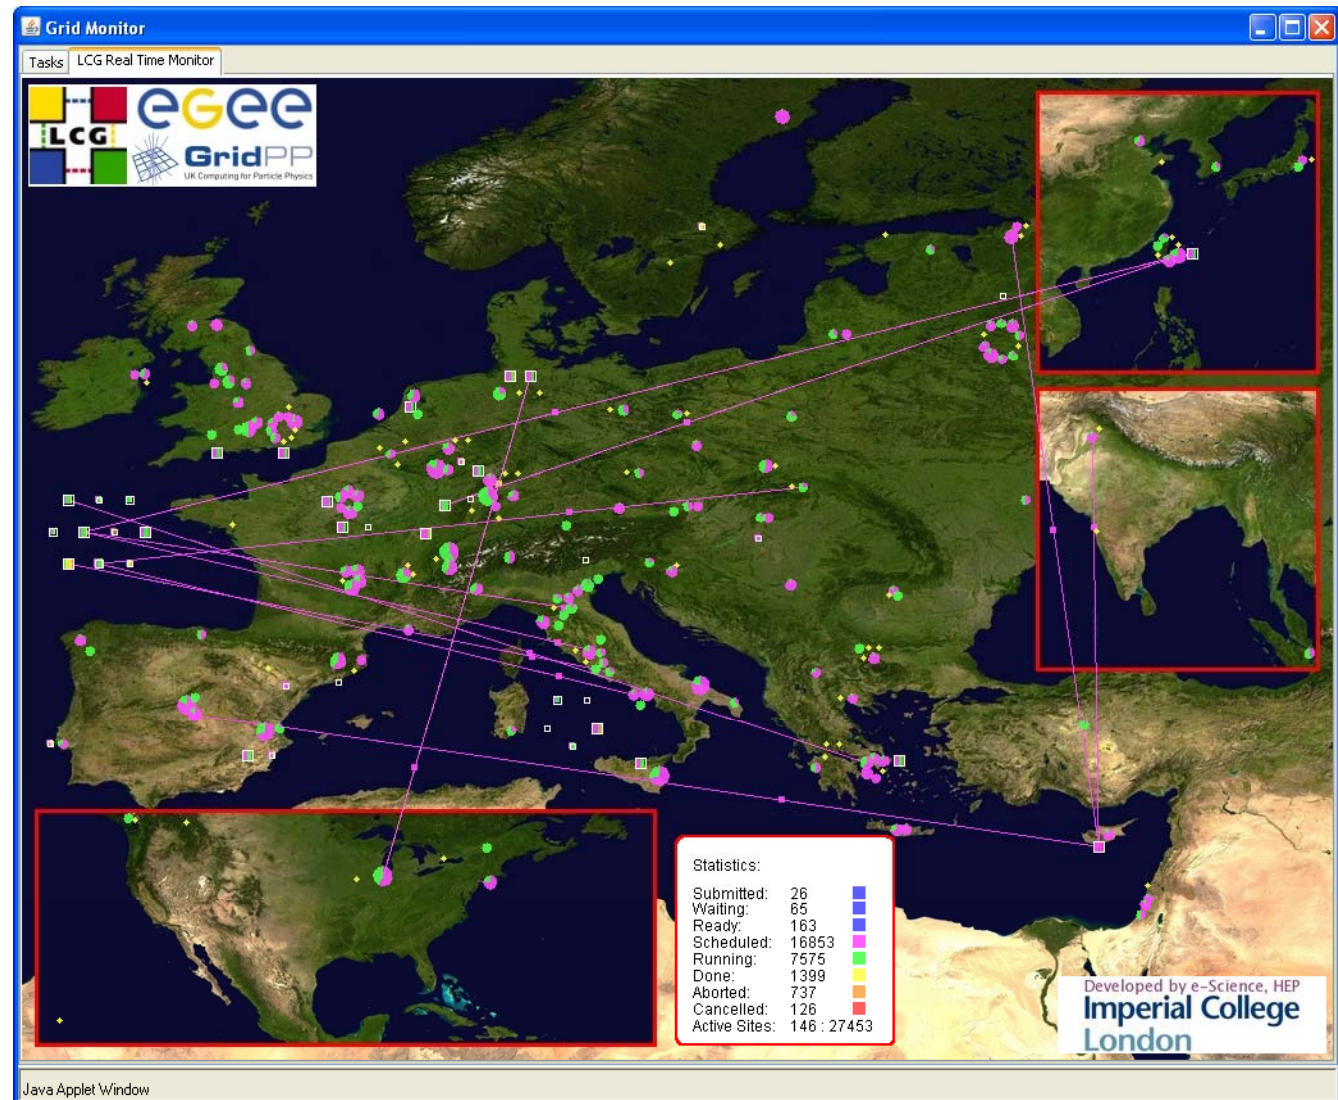 Grid Monitor
Tasks
LCG Real Time Monitor
LCG
eGee
GridPP
UK Computing for Particle Physics
Statistics:
Submitted: 26
Waiting: 65
Ready: 163
Scheduled: 16853
Running: 7575
Done: 1399
Aborted: 737
Cancelled: 126
Active Sites: 146 : 27453
Developed by e-Science, HEP
Imperial College
London
Java Applet Window